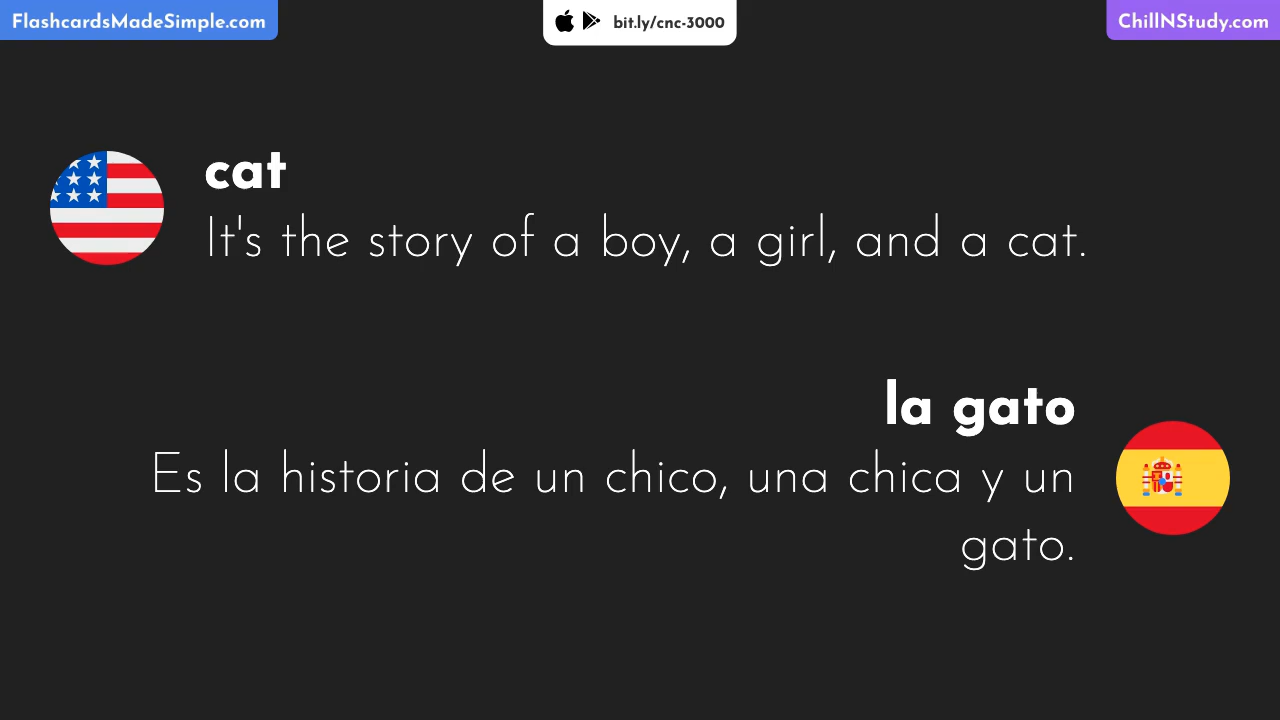 FlashcardsMadeSimple.com
bit.ly/cnc-3000
ChillNStudy.com
cat
It's the story of a boy, a girl, and a cat.
la gato
Es la historia de un chico, una chica y un
gato.